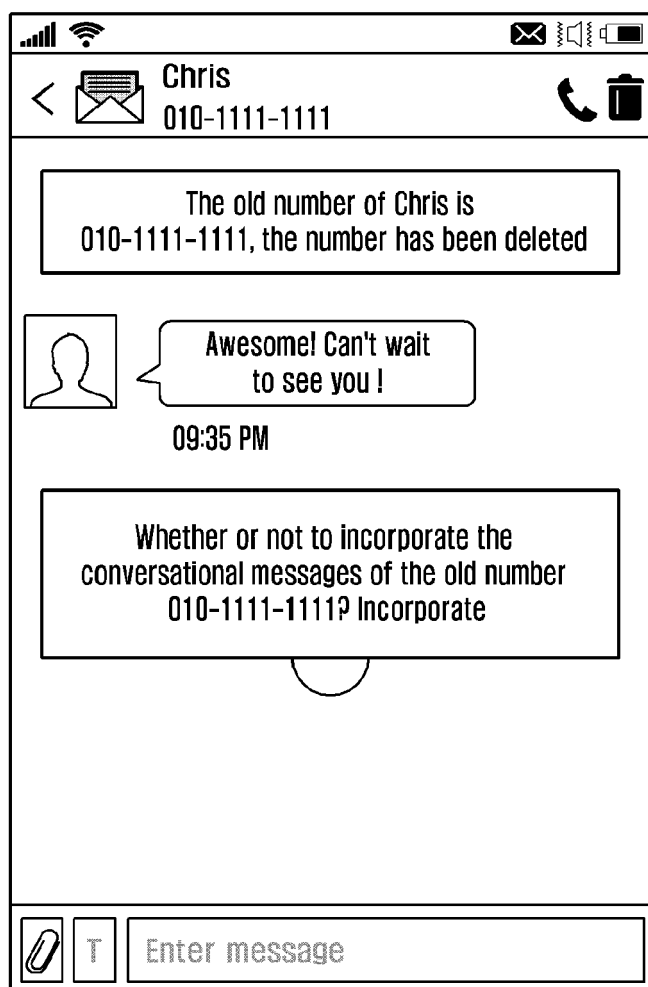 Chris
010-1111-1111
The old number of Chris is
010-1111-1111, the number has been deleted
Awesome! Can't wait
to see you !
09:35 PM
Whether or not to incorporate the
conversational messages of the old number
010-1111-1111? Incorporate
T
Enter message